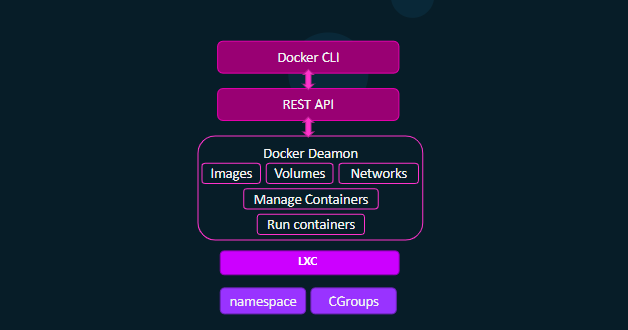 Docker CLI
REST API
Docker Deamon
Images Volumes Networks
Manage Containers
Run containers
LXC
namespace CGroups